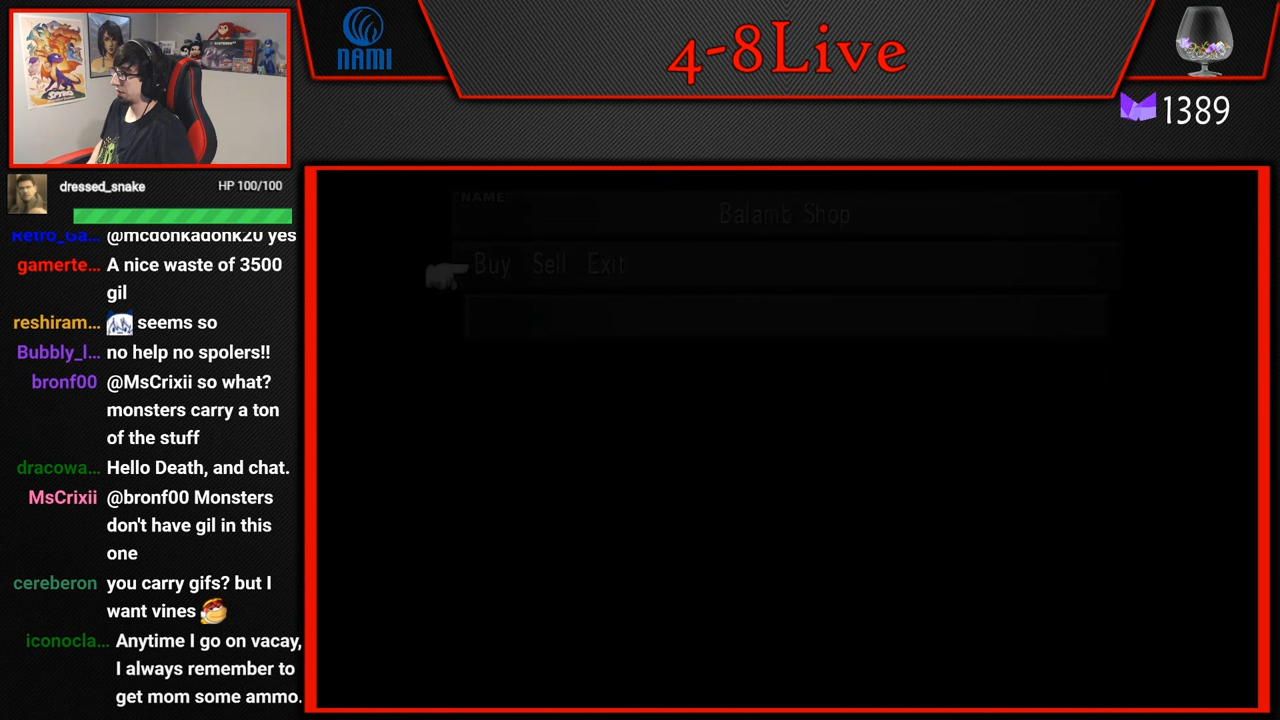 NAMI
4-8Live
1389
dressed_snake HP 100/100
Retro_Ga... @mcdonkadonk20 yes
gamerte... A nice waste of 3500
gil
reshiram... seems so
Bubbly_l... no help no spolers!!
bronf00 @MsCrixii so what?
monsters carry a ton
of the stuff
dracowa... Hello Death, and chat.
MsCrixii @bronf00 Monsters
don't have gil in this
one
cereberon you carry gifs? but I
want vines
iconocla... Anytime I go on vacay,
I always remember to
get mom some ammo.
NAME
Balamb Shop
Buy Sell Exit